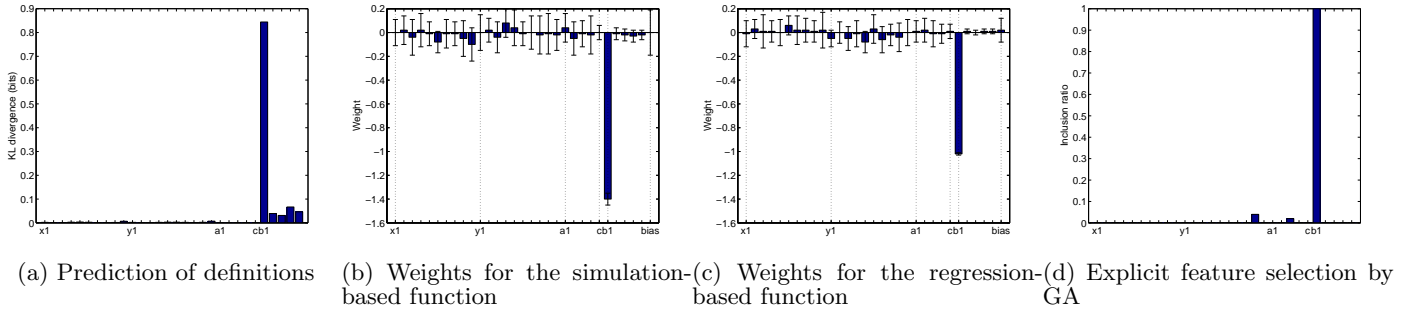 0.9
0.8
0.7
0.6
0.5
0.4
0.3
0.2
0.1
0
KL divergence (bits)
x1 y1 a1 cb1
0.2
0
−0.2
−0.4
−0.6
−0.8
−1
−1.2
−1.4
−1.6
Weight
x1 y1 a1 cb1 bias
0.2
0
−0.2
−0.4
−0.6
−0.8
−1
−1.2
−1.4
−1.6
Weight
x1 y1 a1 cb1 bias
1
0.9
0.8
0.7
0.6
0.5
0.4
0.3
0.2
0.1
0
Inclusion ratio
x1 y1 a1 cb1
(a) Prediction of definitions
(b) Weights for the simulation-
based function
(c) Weights for the regression-
based function
(d) Explicit feature selection by
GA